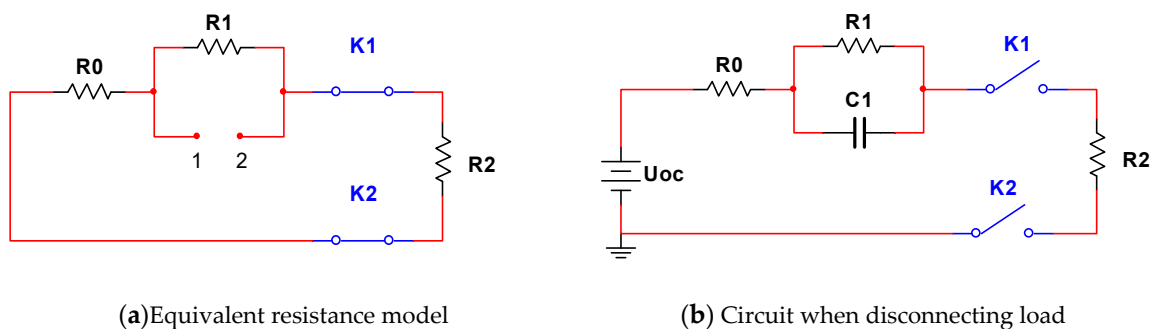 R1
K1
R0
1 2
R2
K2
(a)Equivalent resistance model
R1
K1
R0
C1
R2
Uoc
K2
(b) Circuit when disconnecting load